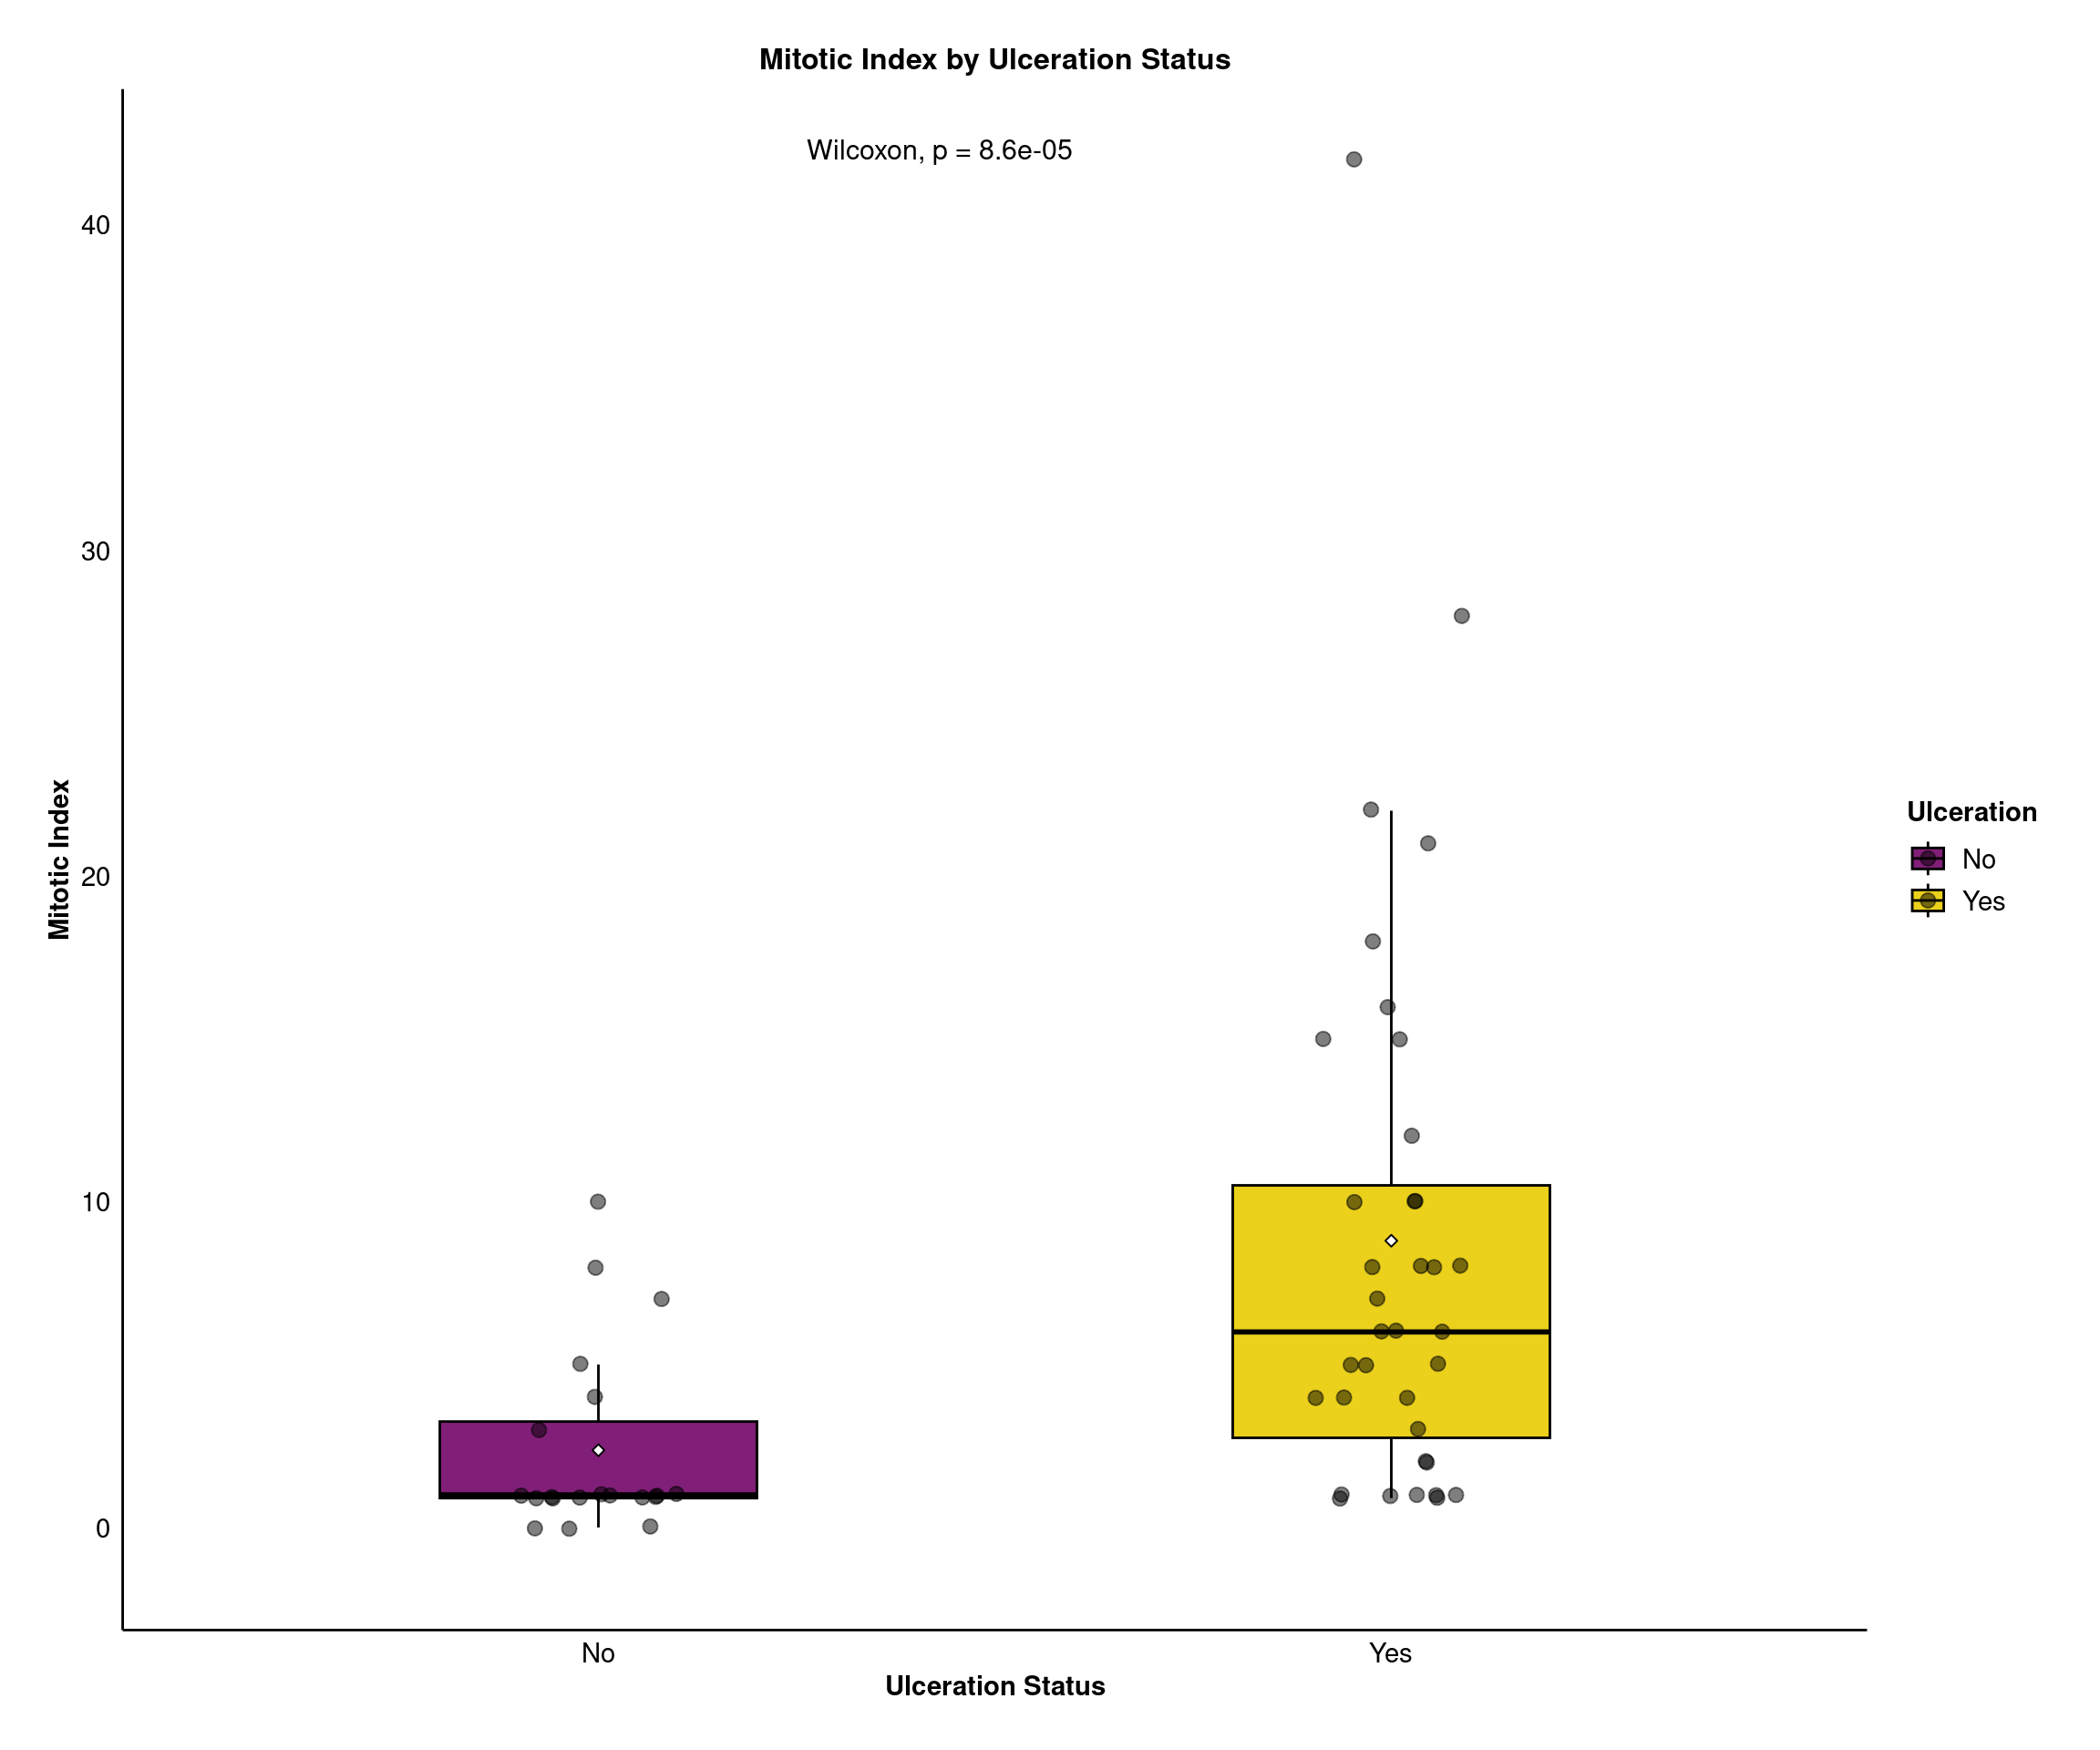 Mitotic Index by Ulceration Status
Wilcoxon, p = 8.6e-05
40
30
20
10
0
Mitotic Index
No
Yes
Ulceration Status
Ulceration
No
Yes